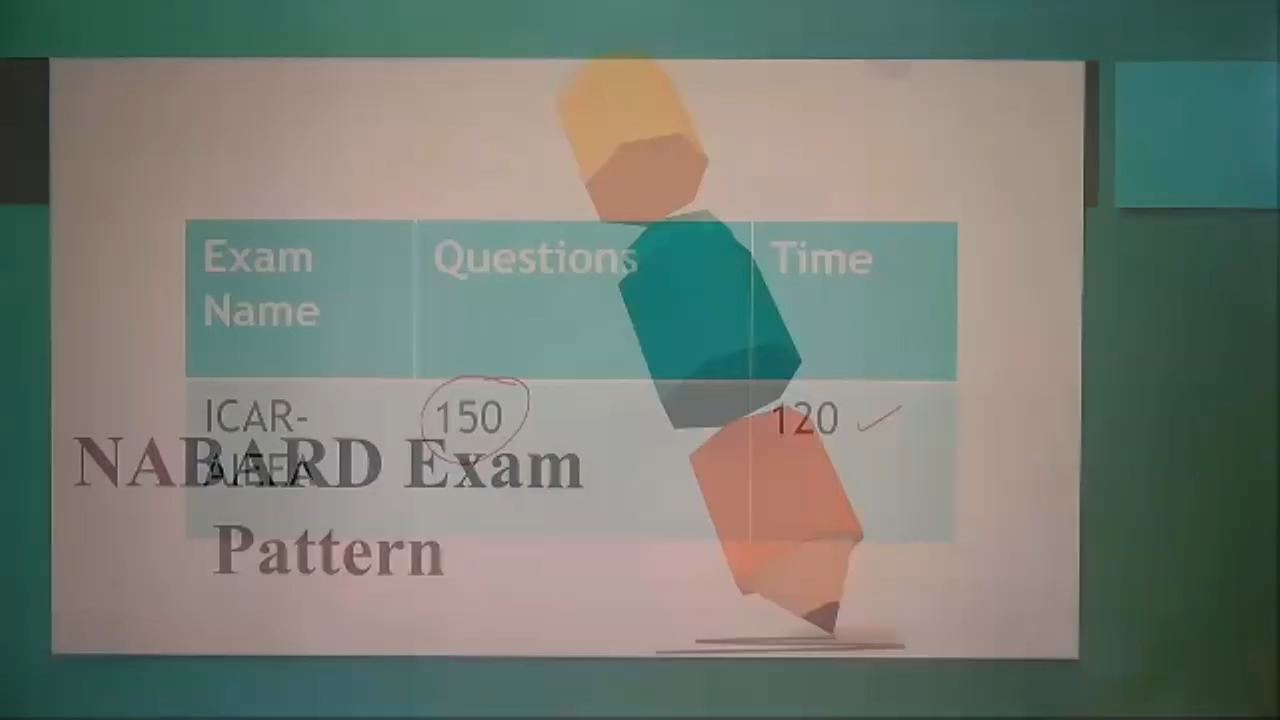 Exam Name
Questions
Time
ICAR-
150
120
NABARD Exam
Pattern